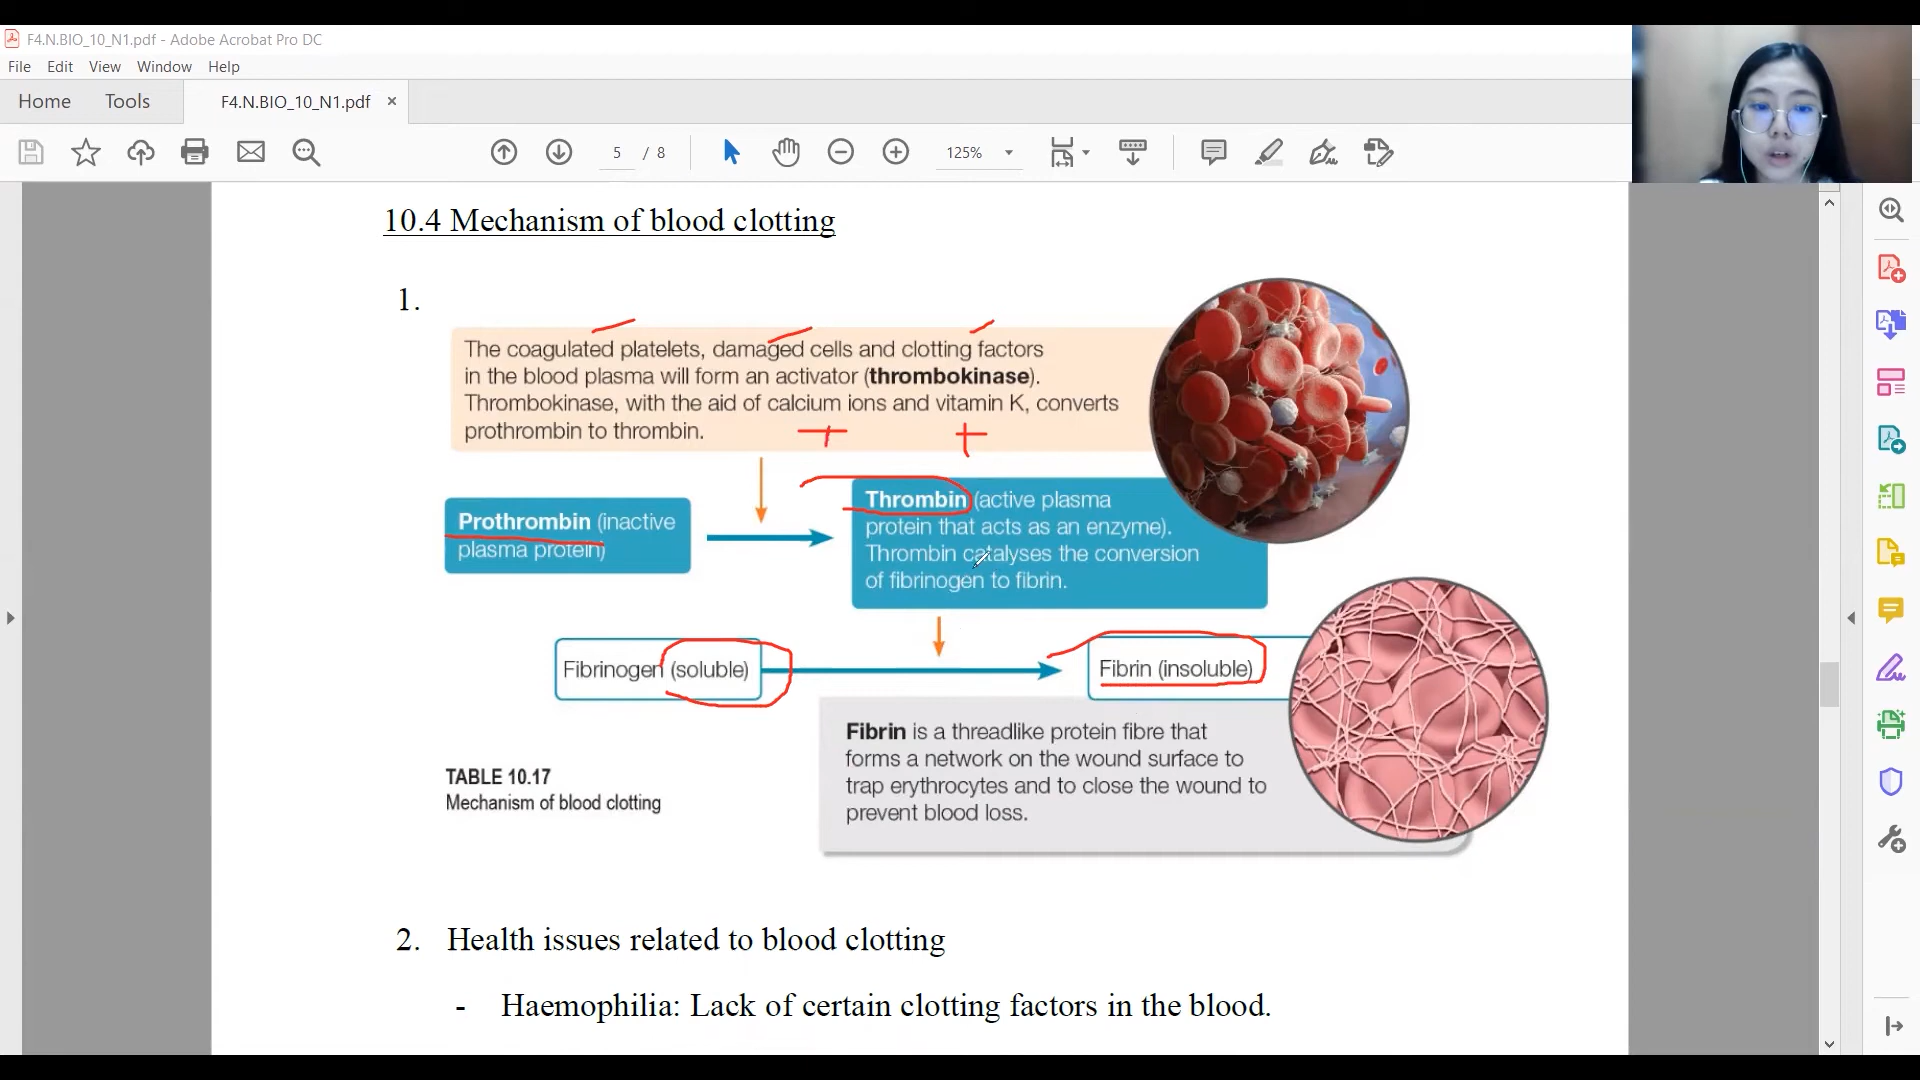 F4.N.BIO_10_N1.pdf - Adobe Acrobat Pro DC
File Edit View Window Help
Home Tools F4.N.BIO_10_N1.pdf ×
5 / 8 125%
10.4 Mechanism of blood clotting
1.
The coagulated platelets, damaged cells and clotting factors
in the blood plasma will form an activator (thrombokinase).
Thrombokinase, with the aid of calcium ions and vitamin K, converts
prothrombin to thrombin.
Prothrombin (inactive
plasma protein)
Thrombin (active plasma
protein that acts as an enzyme).
Thrombin catalyses the conversion
of fibrinogen to fibrin.
Fibrinogen (soluble)
Fibrin (insoluble)
Fibrin is a threadlike protein fibre that
forms a network on the wound surface to
trap erythrocytes and to close the wound to
prevent blood loss.
TABLE 10.17
Mechanism of blood clotting
2. Health issues related to blood clotting
- Haemophilia: Lack of certain clotting factors in the blood.